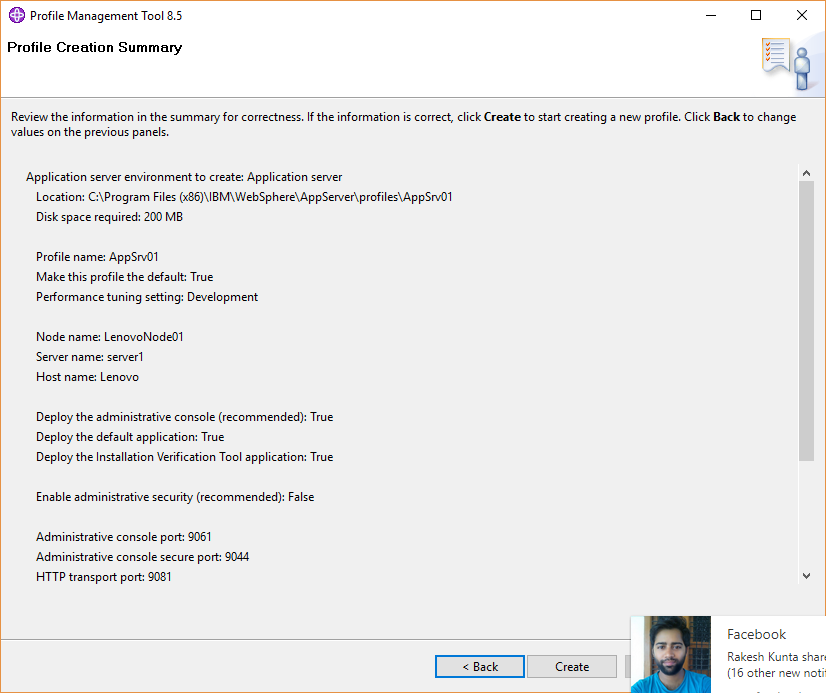 Profile Management Tool 8.5
Profile Creation Summary
Review the information in the summary for correctness. If the information is correct, click Create to start creating a new profile. Click Back to change
values on the previous panels.
Application server environment to create: Application server
Location: C:\Program Files (x86)\IBM\WebSphere\AppServer\profiles\AppSrv01
Disk space required: 200 MB
Profile name: AppSrv01
Make this profile the default: True
Performance tuning setting: Development
Node name: LenovoNode01
Server name: server1
Host name: Lenovo
Deploy the administrative console (recommended): True
Deploy the default application: True
Deploy the Installation Verification Tool application: True
Enable administrative security (recommended): False
Administrative console port: 9061
Administrative console secure port: 9044
HTTP transport port: 9081
< Back
Create
Facebook
Rakesh Kunta share
(16 other new noti